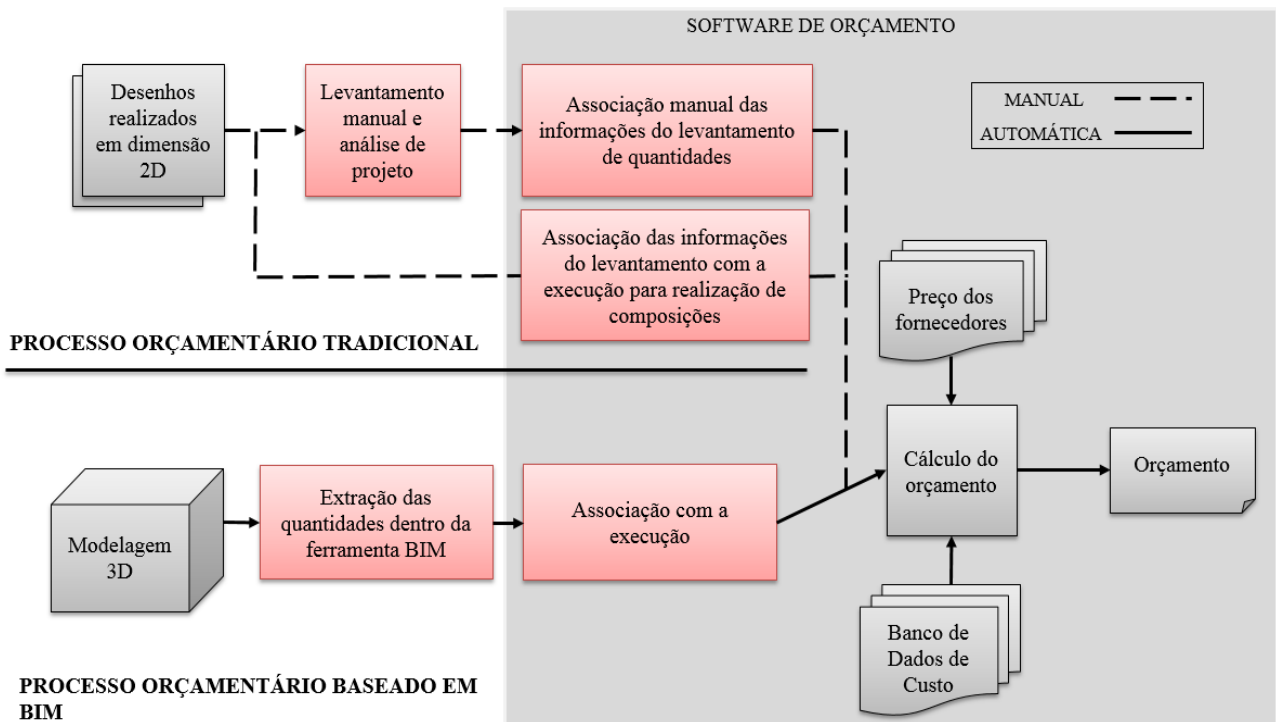 SOFTWARE DE ORÇAMENTO
Desenhos
realizados
em dimensão
2D
Levantamento
manual e
análise de
projeto
Associação manual das
informações do levantamento
de quantidades
MANUAL
AUTOMÁTICA
Associação das informações
do levantamento com a
execução para realização de
composições
Preço dos
fornecedores
PROCESSO ORÇAMENTÁRIO TRADICIONAL
Modelagem
3D
Extração das
quantidades dentro da
ferramenta BIM
Associação com a
execução
Cálculo do
orçamento
Orçamento
Banco de
Dados de
Custo
PROCESSO ORÇAMENTÁRIO BASEADO EM
BIM